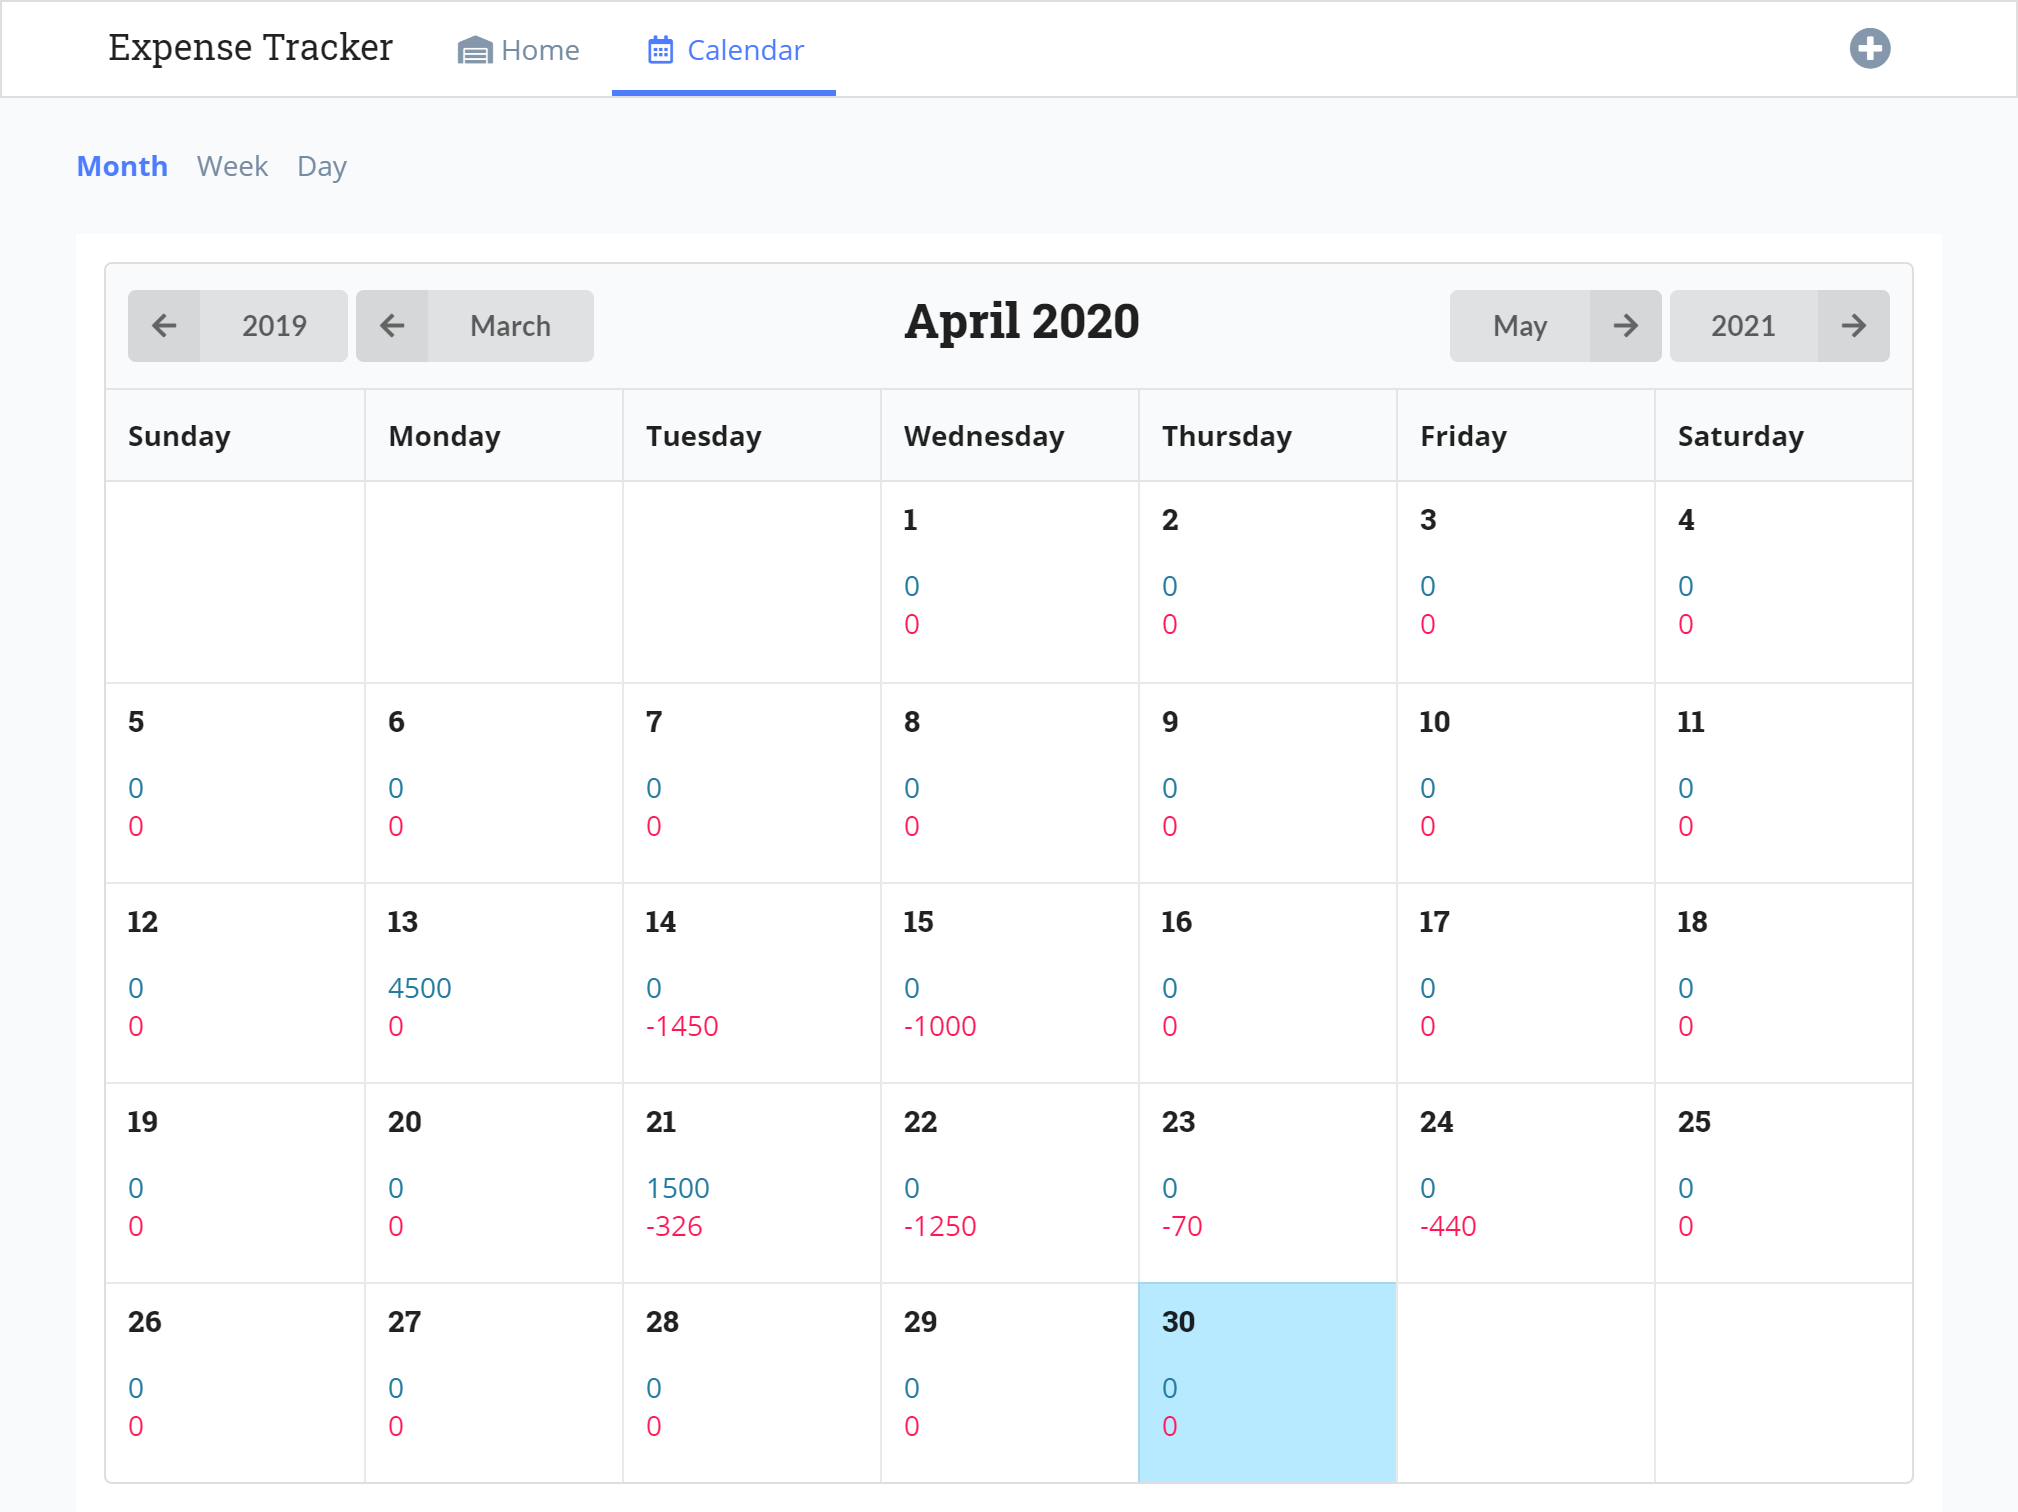 Expense Tracker Home Calendar
Month Week Day
2019 March April 2020 May 2021
Sunday Monday Tuesday Wednesday Thursday Friday Saturday
1 2 3 4
0 0 0 0
0 0 0 0
5 6 7 8 9 10 11
0 0 0 0 0 0 0
0 0 0 0 0 0 0
12 13 14 15 16 17 18
0 4500 0 0 0 0 0
0 0 -1450 -1000 0 0 0
19 20 21 22 23 24 25
0 0 1500 0 0 0 0
0 0 -326 -1250 -70 -440 0
26 27 28 29 30
0 0 0 0 0
0 0 0 0 0